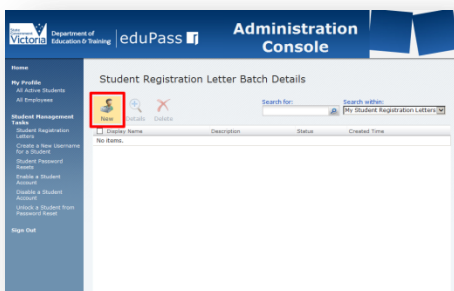 State Government
Victoria
Department of
Education & Training
eduPass
Administration
Console
Home
My Profile
All Active Students
All Employees
Student Management
Tasks
Student Registration
Letters
Create a New Username
for a Student
Student Password
Resets
Enable a Student
Account
Disable a Student
Account
Unlock a Student from
Password Reset
Sign Out
Student Registration Letter Batch Details
New Details Delete
Search for: Search within:
My Student Registration Letters
Display Name Description Status Created Time
No items.